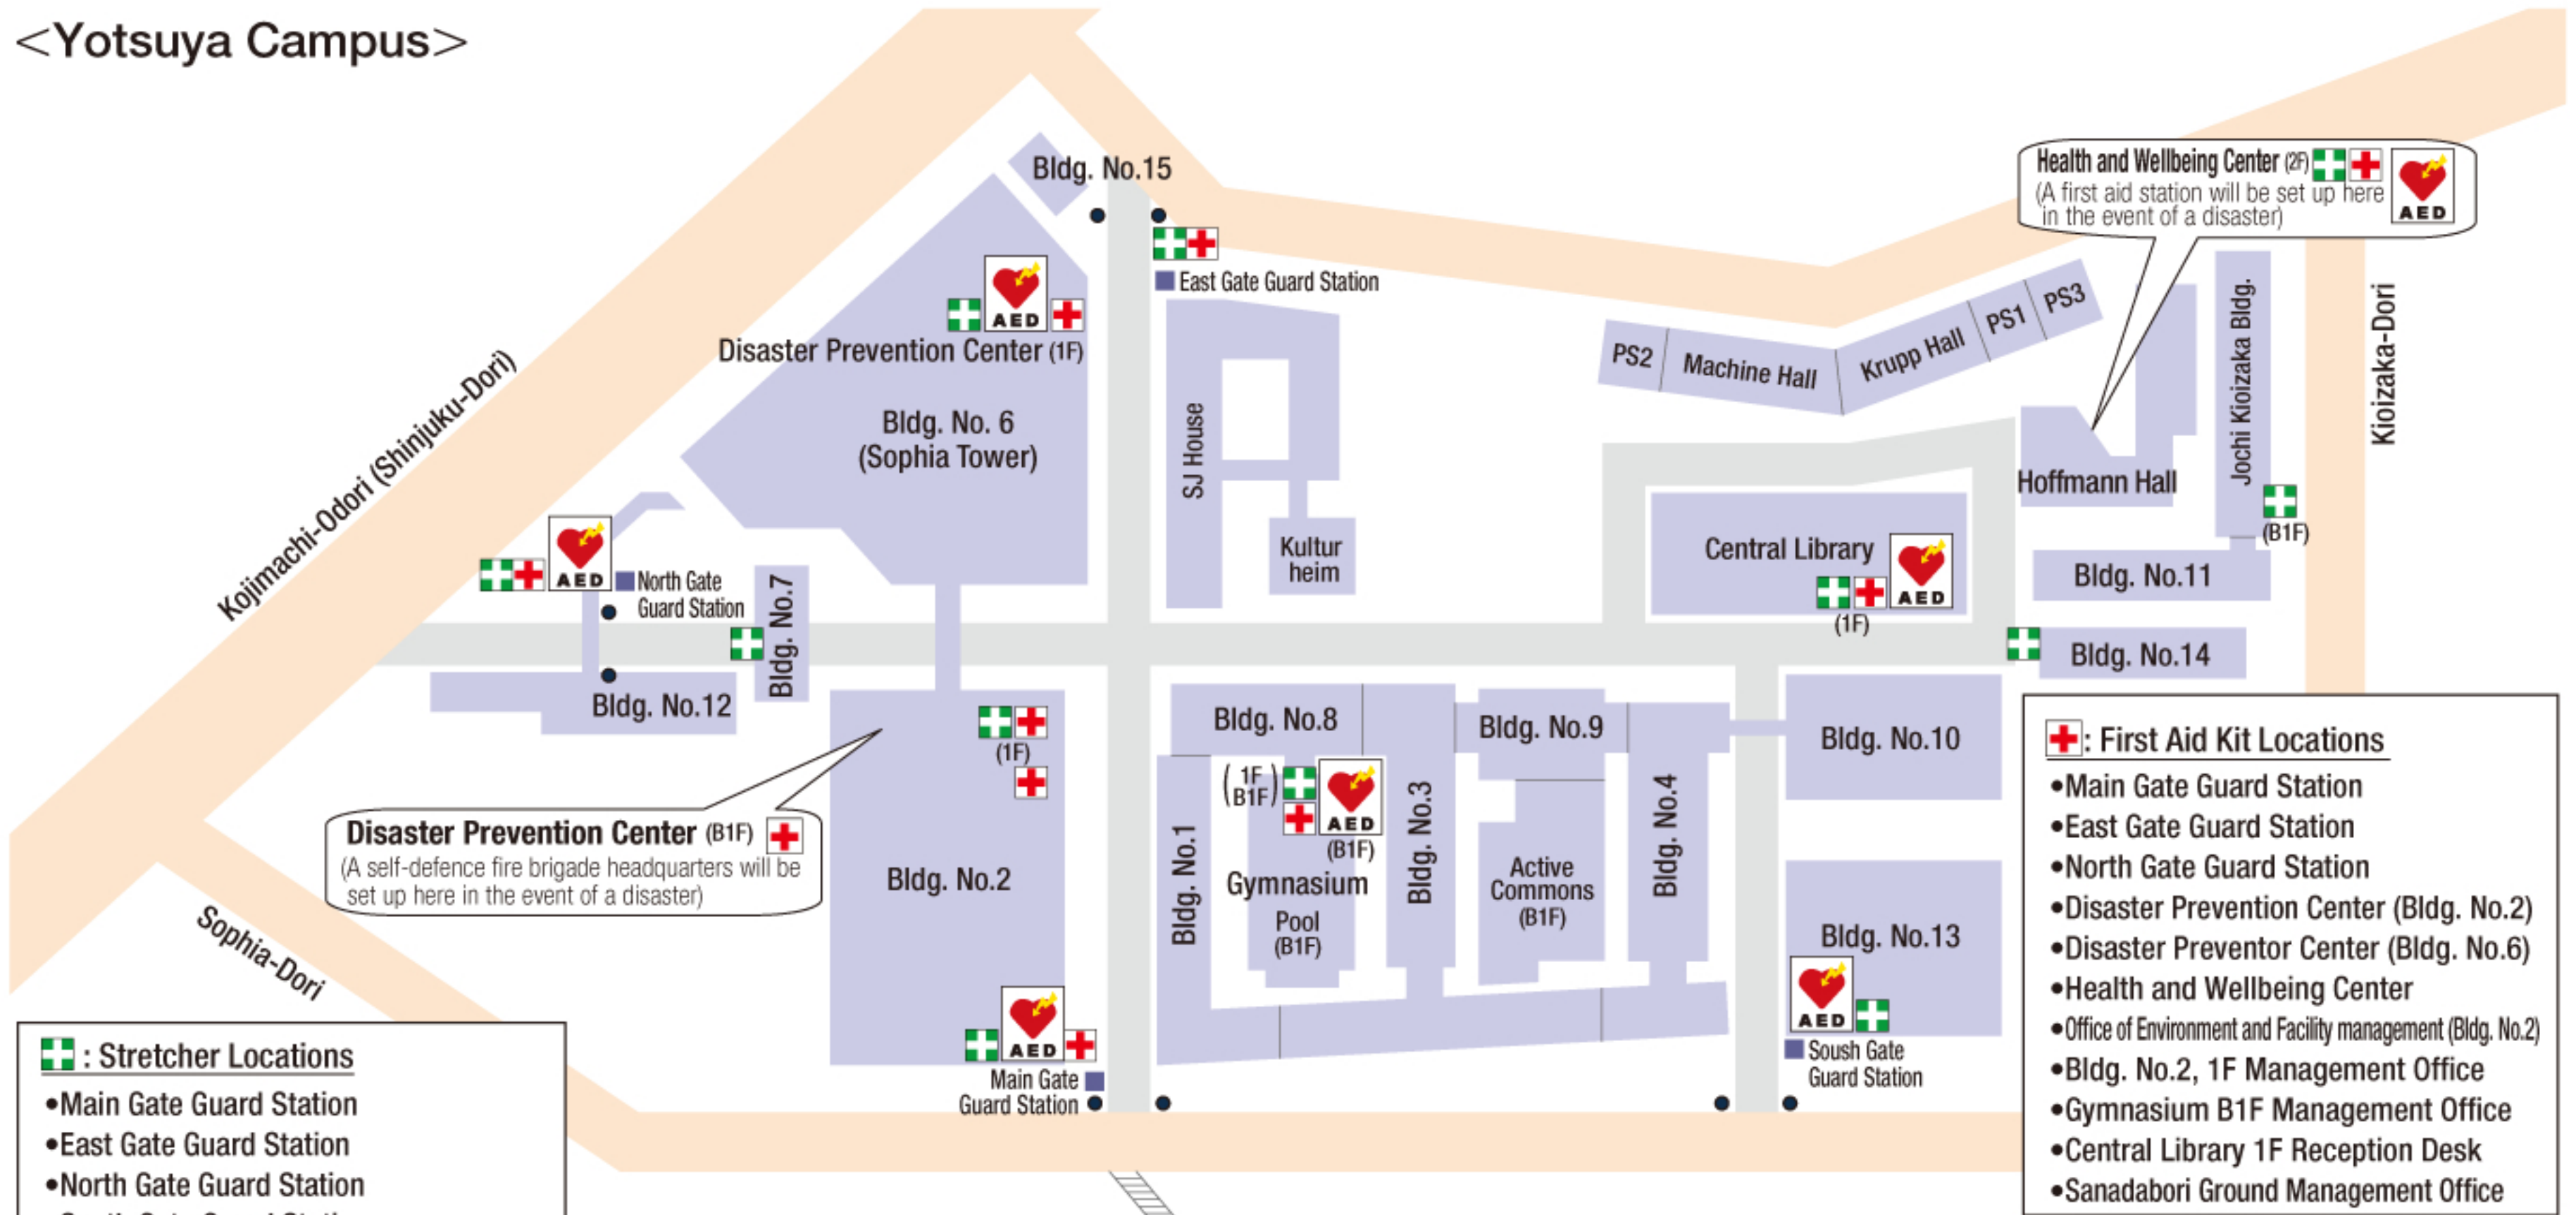 <Yotsuya Campus>
Bldg. No.15
Health and Wellbeing Center (2F)
(A first aid station will be set up here
in the event of a disaster)
AED
East Gate Guard Station
AED
Disaster Prevention Center (1F)
Bldg. No. 6
(Sophia Tower)
SJ House
Kultur
heim
PS2
Machine Hall
Krupp Hall
PS1
PS3
Jochi Kioizaka Bldg.
Kioizaka-Dori
Hoffmann Hall
(B1F)
Kojimachi-Odori (Shinjuku-Dori)
AED
North Gate
Guard Station
Bldg. No.7
Central Library
AED
(1F)
Bldg. No.11
Bldg. No.14
Bldg. No.12
(1F)
Disaster Prevention Center (B1F)
(A self-defence fire brigade headquarters will be
set up here in the event of a disaster)
Bldg. No.2
Bldg. No.8
Bldg. No.9
Bldg. No.10
(1F
B1F)
AED
(B1F)
Bldg. No.1
Gymnasium
Pool
(B1F)
Bldg. No.3
Active
Commons
(B1F)
Bldg. No.4
Bldg. No.13
AED
Soush Gate
Guard Station
Sophia-Dori
AED
Main Gate
Guard Station
: Stretcher Locations
•Main Gate Guard Station
•East Gate Guard Station
•North Gate Guard Station
: First Aid Kit Locations
•Main Gate Guard Station
•East Gate Guard Station
•North Gate Guard Station
•Disaster Prevention Center (Bldg. No.2)
•Disaster Preventor Center (Bldg. No.6)
•Health and Wellbeing Center
•Office of Environment and Facility management (Bldg. No.2)
•Bldg. No.2, 1F Management Office
•Gymnasium B1F Management Office
•Central Library 1F Reception Desk
•Sanadabori Ground Management Office